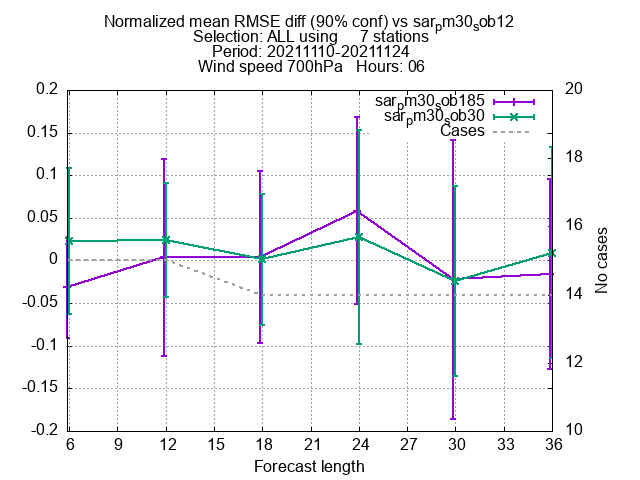 Normalized mean RMSE diff (90% conf) vs sarpm30sob12
Selection: ALL using 7 stations
Period: 20211110-20211124
Wind speed 700hPa Hours: 06
sarpm30sob185
sarpm30sob30
Cases
0.2
0.15
0.1
0.05
0
-0.05
-0.1
-0.15
-0.2
20
18
16
14
12
10
No cases
6 9 12 15 18 21 24 27 30 33 36
Forecast length